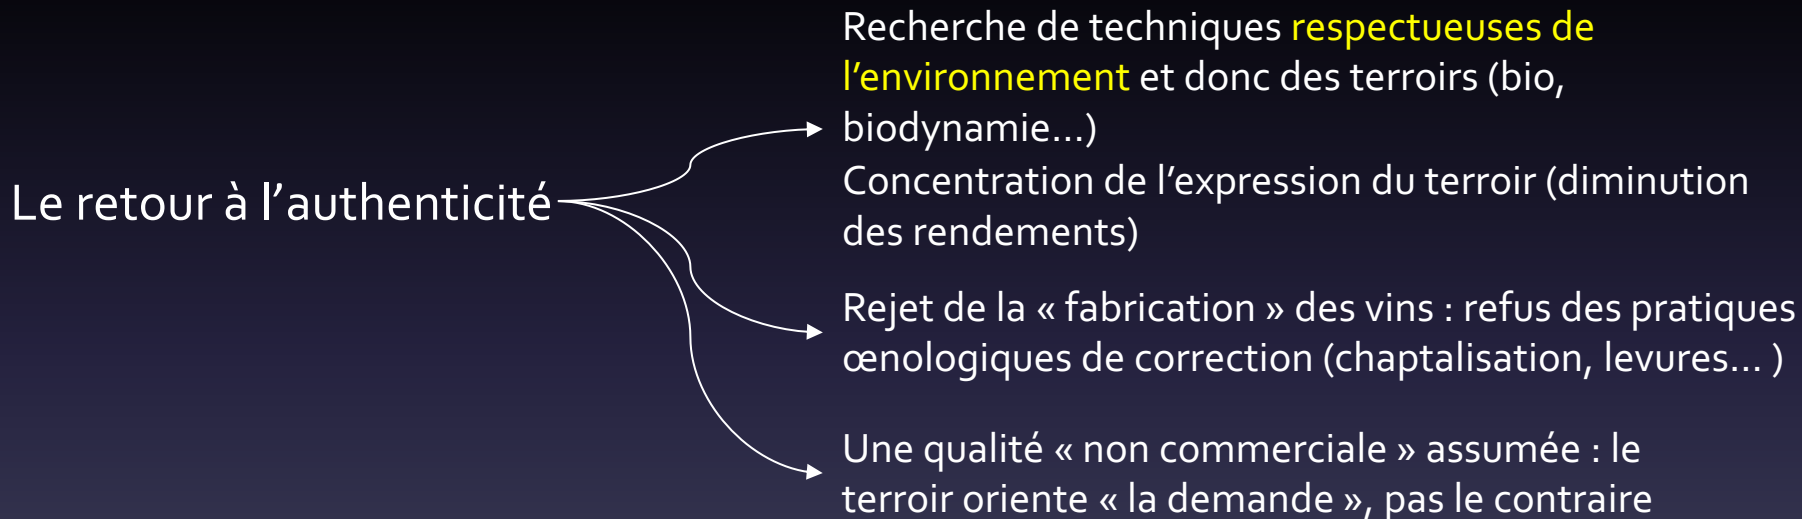 Le retour à l’authenticité
Recherche de techniques respectueuses de
l’environnement et donc des terroirs (bio,
biodynamie…)
Concentration de l’expression du terroir (diminution
des rendements)
Rejet de la « fabrication » des vins : refus des pratiques
œnologiques de correction (chaptalisation, levures… )
Une qualité « non commerciale » assumée : le
terroir oriente « la demande », pas le contraire